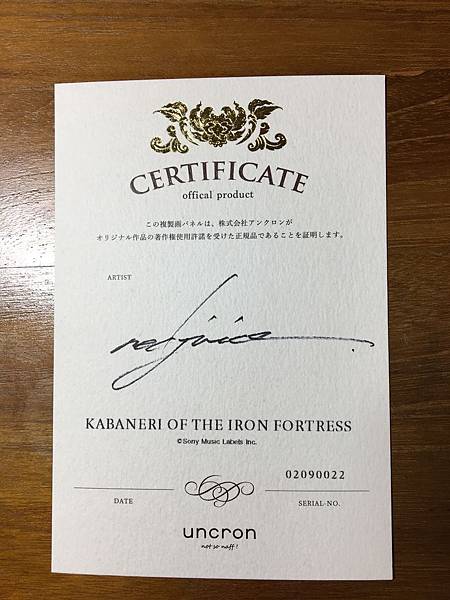 CERTIFICATE
offical product
この複製画パネルは、株式会社アンクロンが
オリジナル作品の著作権使用許諾を受けた正規品であることを証明します。
ARTIST
redjuice
KABANERI OF THE IRON FORTRESS
©Sony Music Labels Inc.
02090022
DATE
SERIAL-NO.
uncron
not so naff!